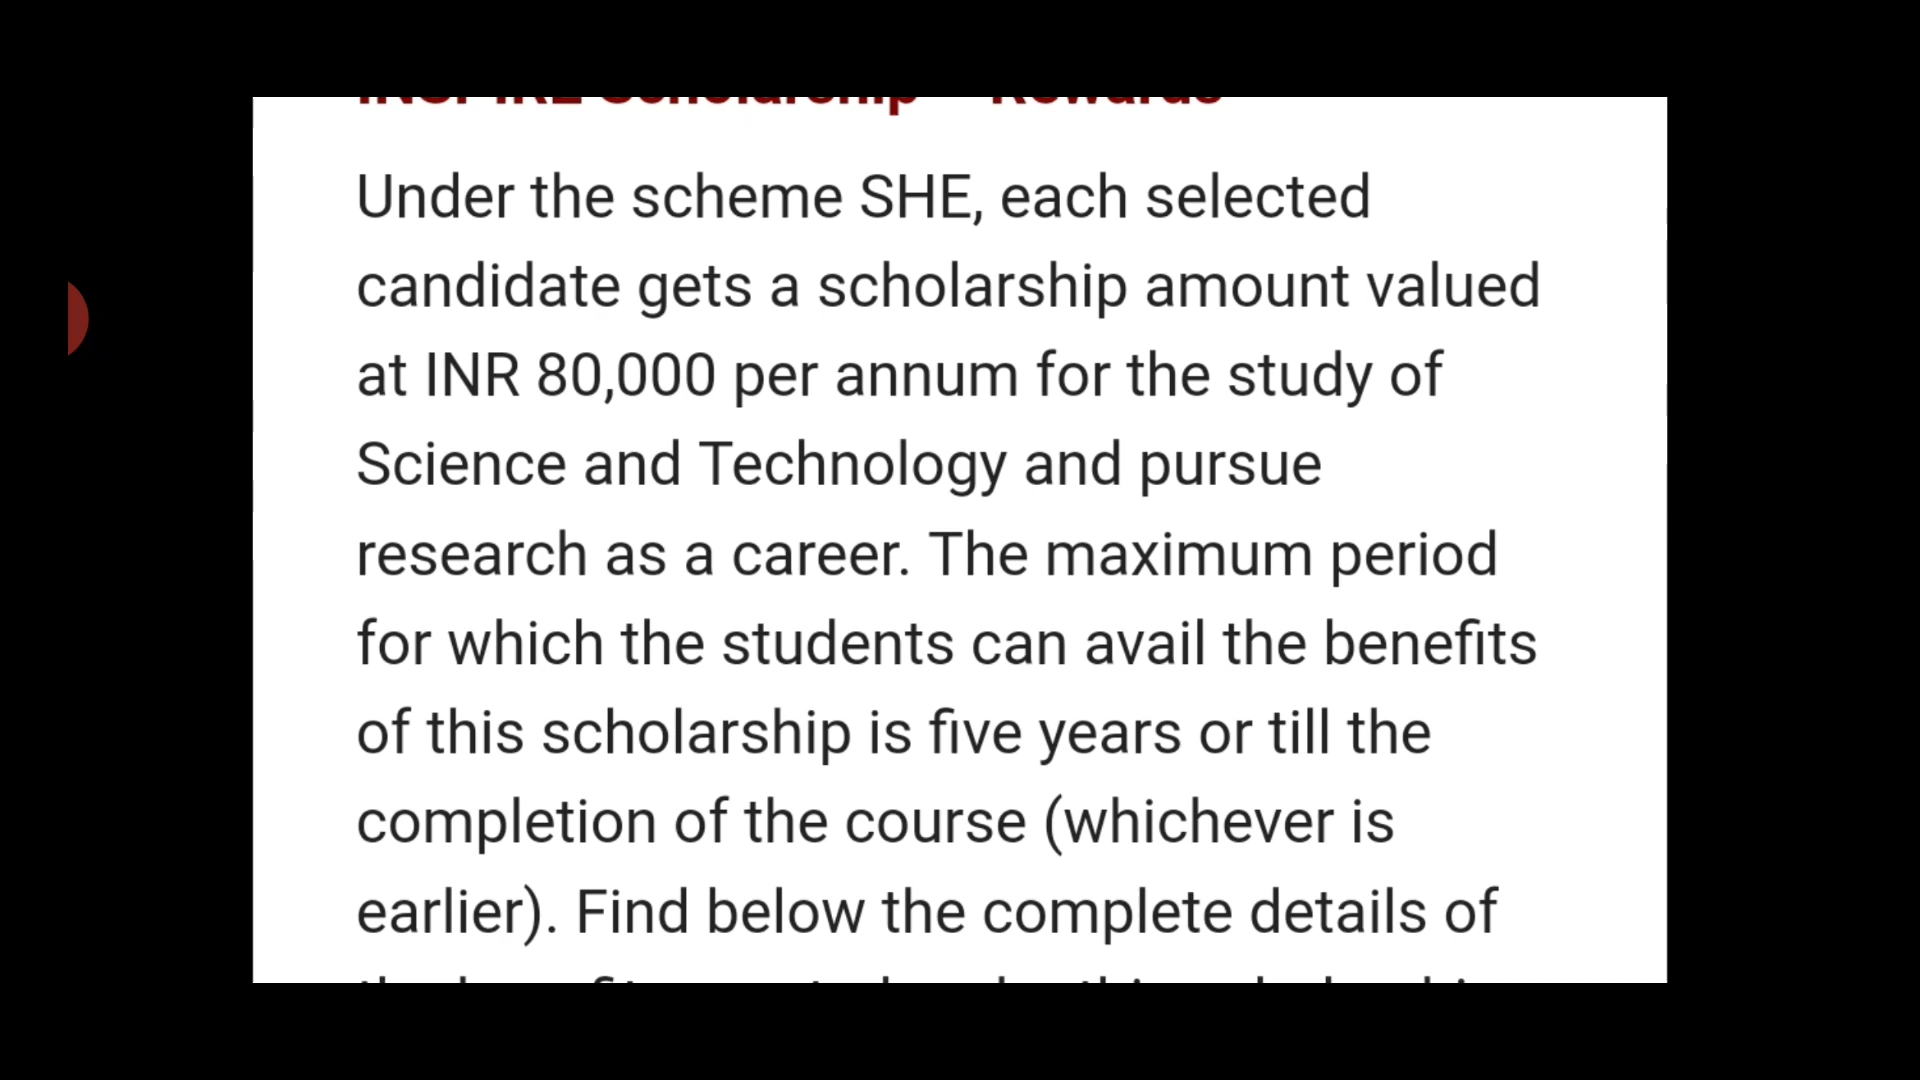 INSPIRE Scholarship – Rewards
Under the scheme SHE, each selected
candidate gets a scholarship amount valued
at INR 80,000 per annum for the study of
Science and Technology and pursue
research as a career. The maximum period
for which the students can avail the benefits
of this scholarship is five years or till the
completion of the course (whichever is
earlier). Find below the complete details of